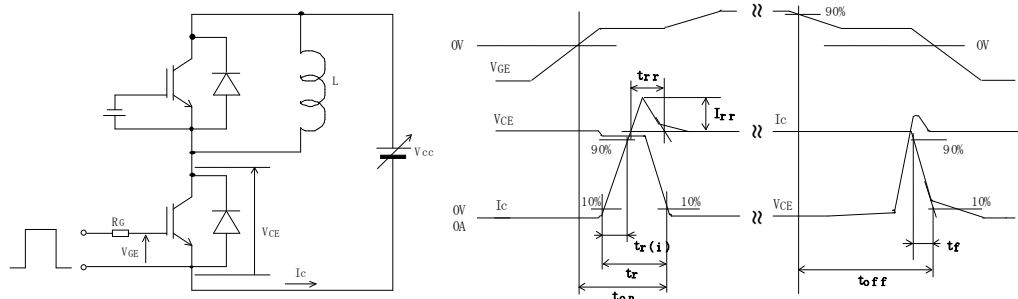 L
Vcc
RG
VGE
VCE
Ic
0V
VGE
trr
Irr
VCE
90%
10%
Ic
10%
0V
0A
tr(i)
tr
ton
90%
0V
Ic
90%
VCE
10%
tf
toff